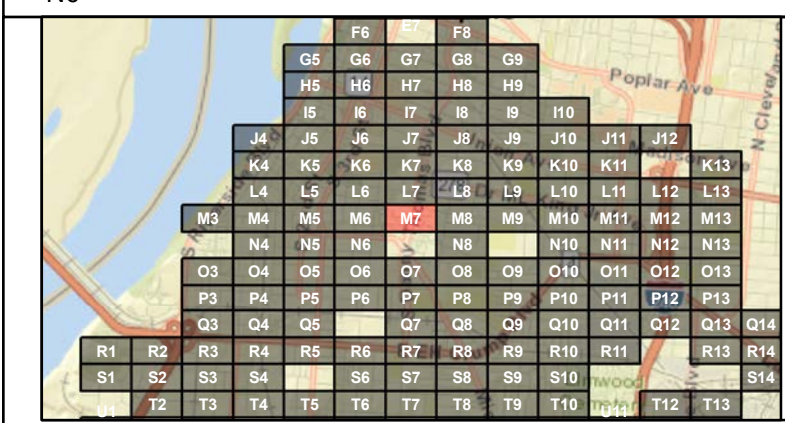 F6 E7 F8
G5 G6 G7 G8 G9
Poplar Ave
H5 H6 H7 H8 H9
N Cleveland
I5 I6 I7 I8 I9 I10
J4 J5 J6 J7 J8 J9 J10 J11 J12
Union Ave
Madison Ave
K4 K5 K6 K7 K8 K9 K10 K11 K13
L4 L5 L6 L7 L8 L9 L10 L11 L12 L13
M3 M4 M5 M6 M7 M8 M9 M10 M11 M12 M13
N4 N5 N6 N8 N10 N11 N12 N13
O3 O4 O5 O6 O7 O8 O9 O10 O11 O12 O13
P3 P4 P5 P6 P7 P8 P9 P10 P11 P12 P13
Q3 Q4 Q5 Q7 Q8 Q9 Q10 Q11 Q12 Q13 Q14
R1 R2 R3 R4 R5 R6 R7 R8 R9 R10 R11 R13 R14
S1 S2 S3 S4 S6 S7 S8 S9 S10 S14
U1 T2 T3 T4 T5 T6 T7 T8 T9 T10 U11 T12 T13